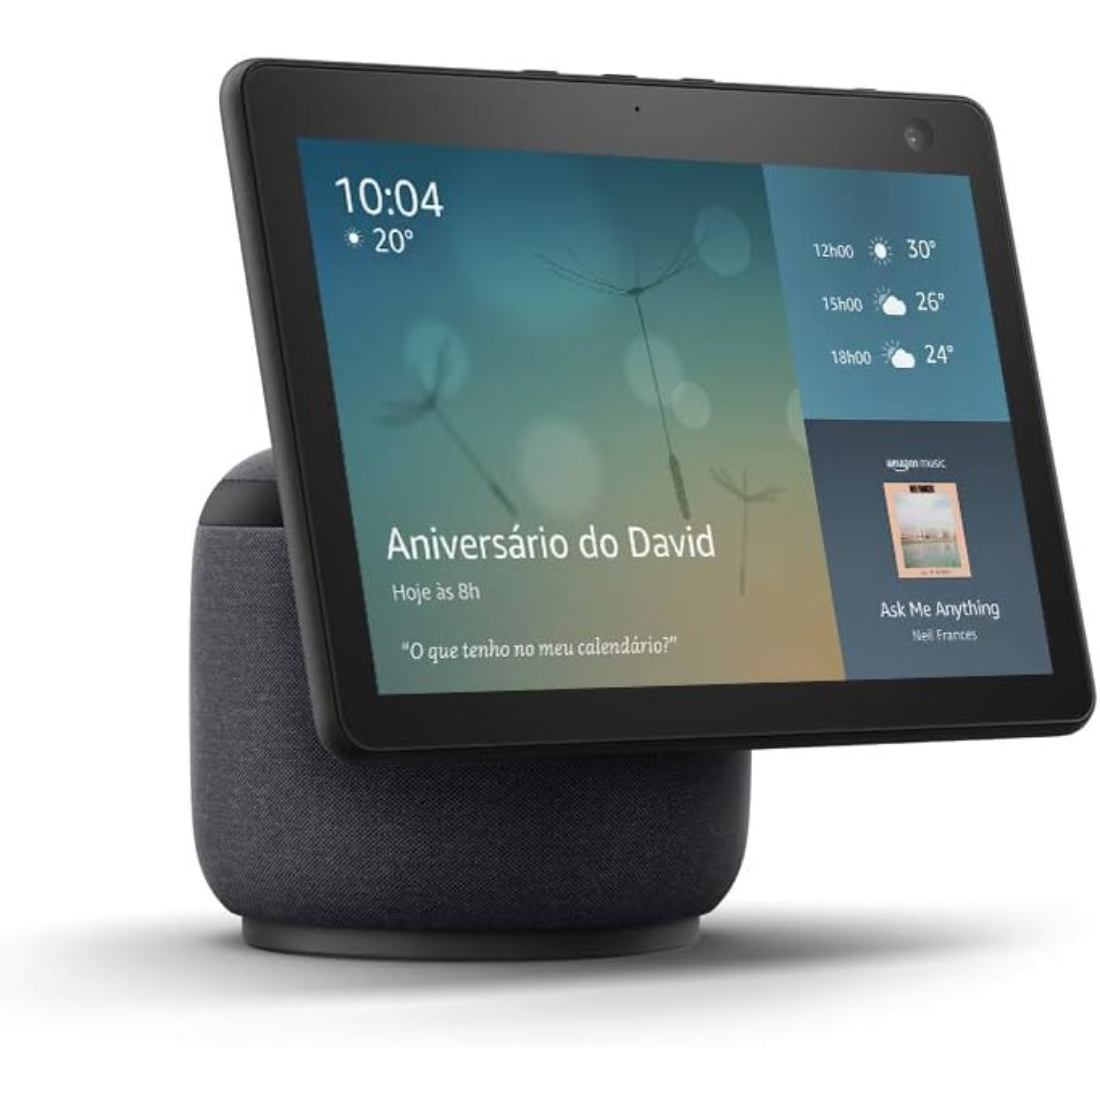 10:04
20°
12h00 30°
15h00 26°
18h00 24°
Aniversário do David
Hoje às 8h
"O que tenho no meu calendário?"
amazon music
Ask Me Anything
Neil Frances